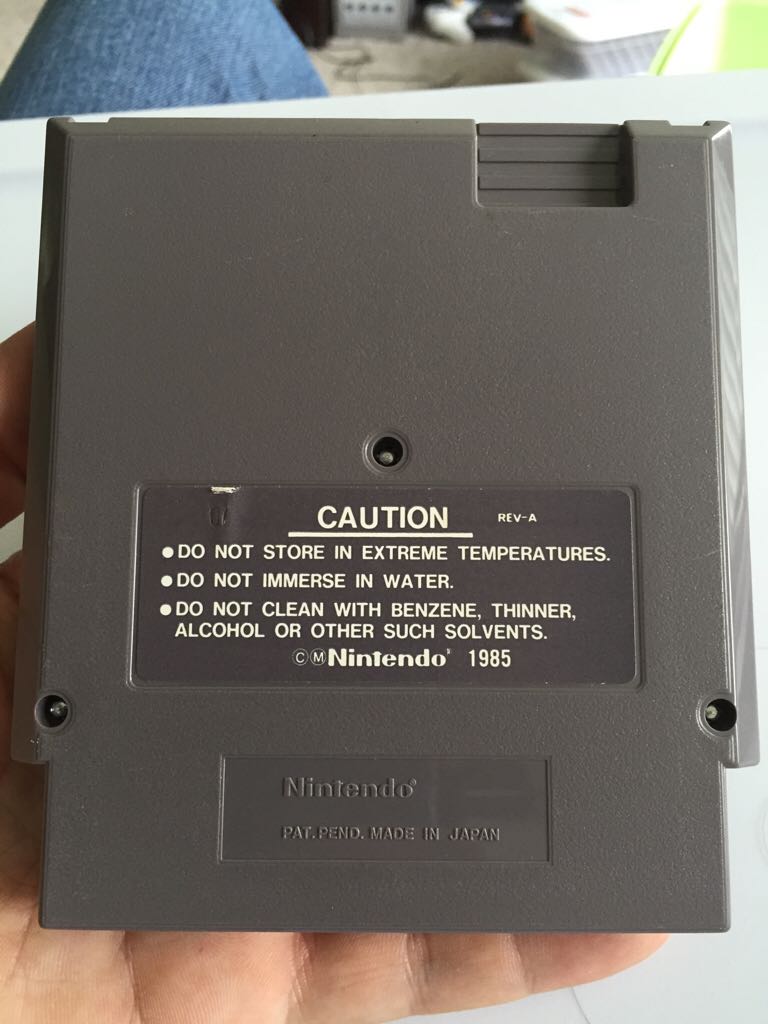 CAUTION REV-A
● DO NOT STORE IN EXTREME TEMPERATURES.
● DO NOT IMMERSE IN WATER.
● DO NOT CLEAN WITH BENZENE, THINNER,
ALCOHOL OR OTHER SUCH SOLVENTS.
ⒸⓂNintendo® 1985
Nintendo®
PAT. PEND. MADE IN JAPAN